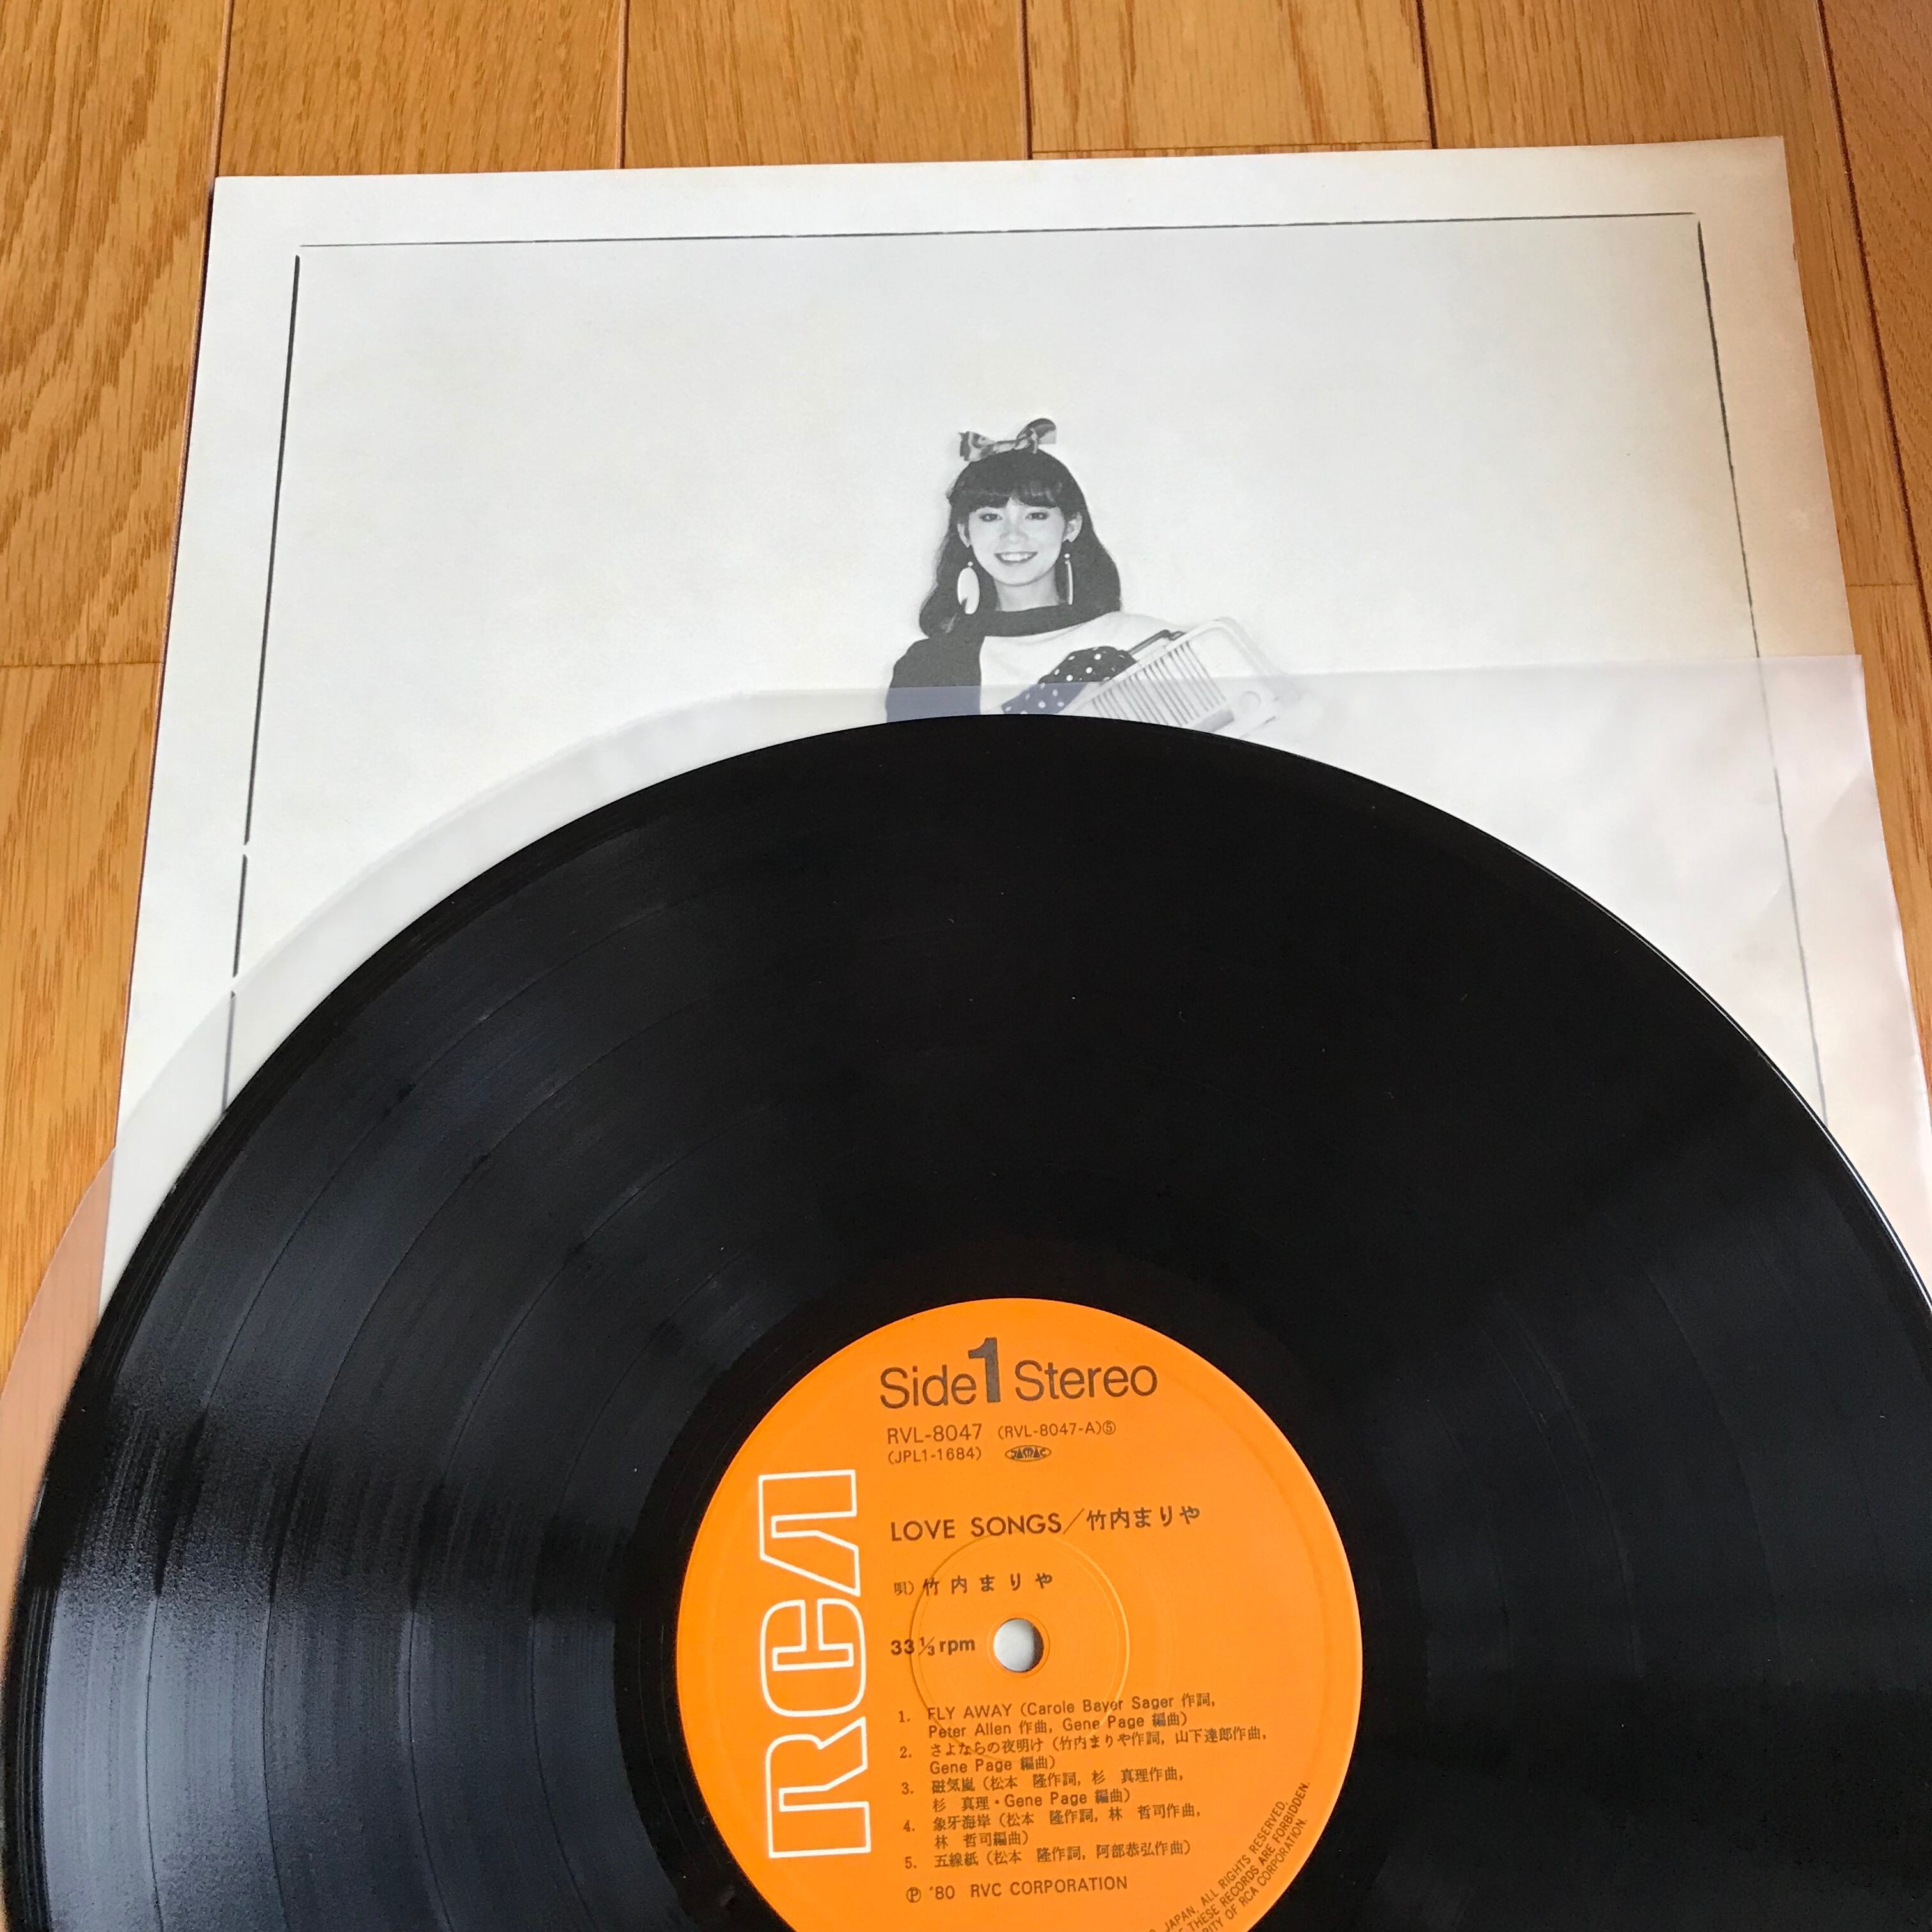 Side 1 Stereo
RVL-8047 (RVL-8047-A)⑤
(JPL1-1684) JASRAC
LOVE SONGS/竹内まりや
唄)竹内まりや
33⅓rpm
1. FLY AWAY (Carole Bayer Sager 作詞,
Peter Allen 作曲, Gene Page 編曲)
2. さよならの夜明け (竹内まりや作詞, 山下達郎作曲,
Gene Page 編曲)
3. 磁気嵐 (松本 隆作詞, 杉 真理作曲,
杉 真理・Gene Page 編曲)
4. 象牙海岸 (松本 隆作詞, 林 哲司作曲,
林 哲司編曲)
5. 五線紙 (松本 隆作詞, 阿部恭弘作曲)
Ⓟ '80 RVC CORPORATION
RCA
JAPAN. ALL RIGHTS RESERVED.
THESE RECORDS ARE FORBIDDEN.
OF RCA CORPORATION.